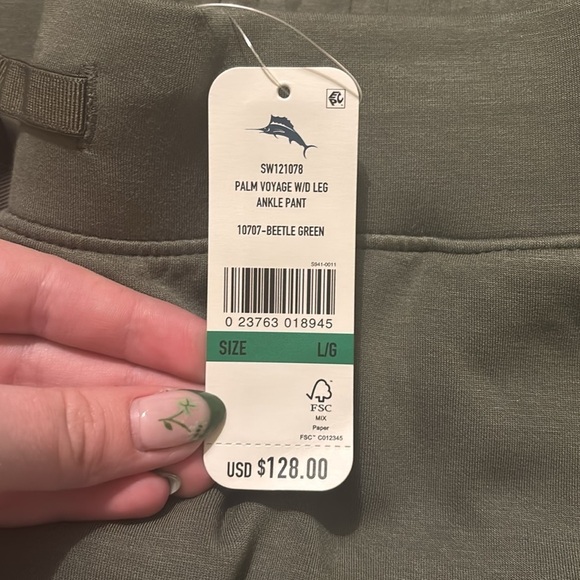 SW121078
PALM VOYAGE W/D LEG
ANKLE PANT
10707-BEETLE GREEN
S941-0011
0 23763 018945
SIZE L/G
FSC
MIX
Paper
FSC™ C012345
USD $128.00